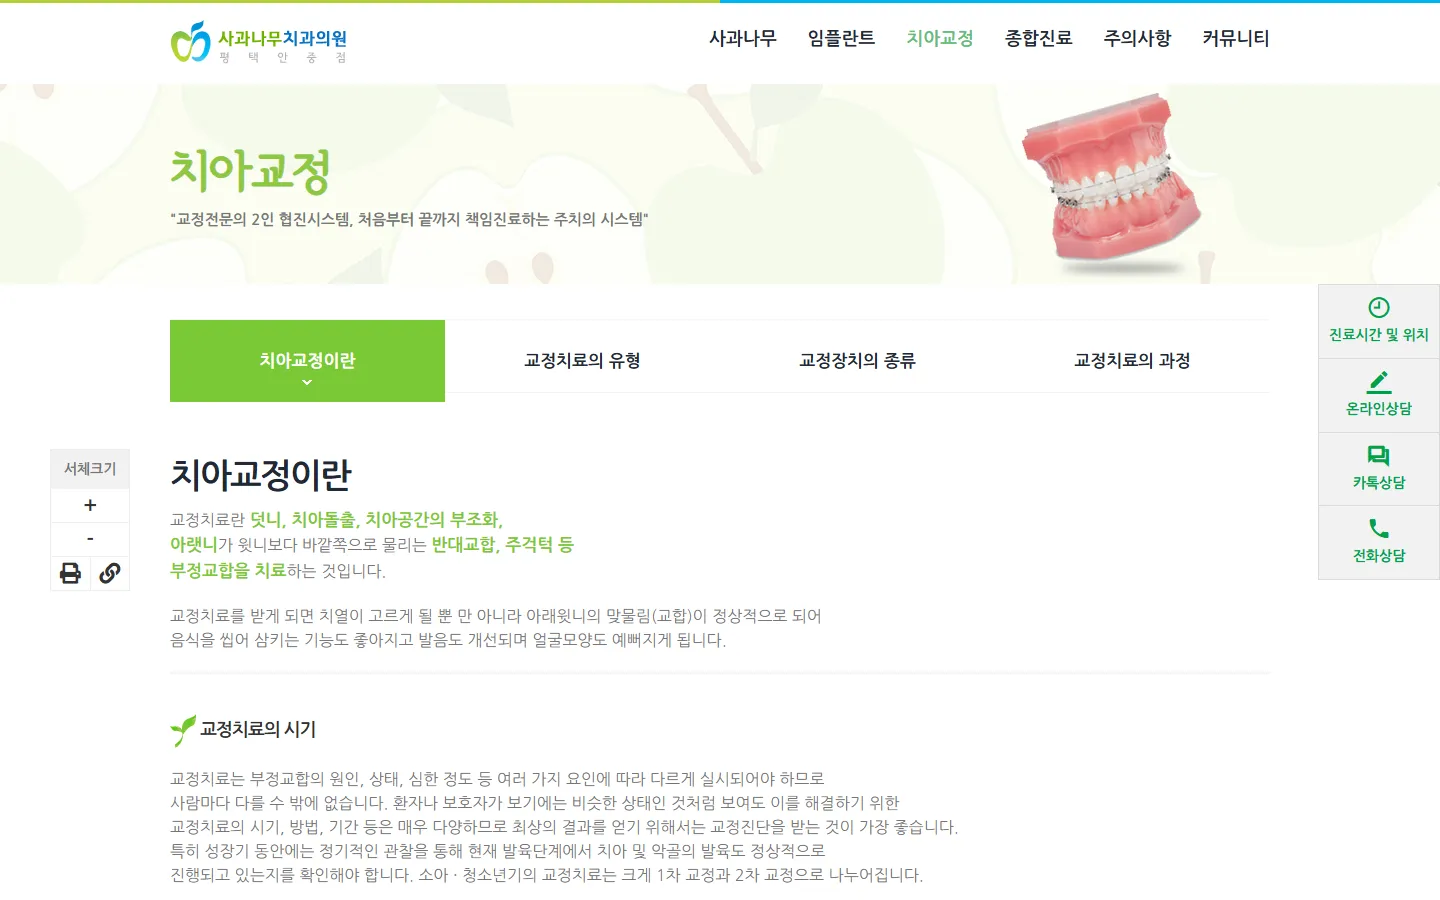 사과나무치과의원
평택안중점
사과나무 임플란트 치아교정 종합진료 주의사항 커뮤니티
치아교정
"교정전문의 2인 협진시스템, 처음부터 끝까지 책임진료하는 주치의 시스템"
진료시간 및 위치
온라인상담
카톡상담
전화상담
치아교정이란 교정치료의 유형 교정장치의 종류 교정치료의 과정
서체크기
+
-
치아교정이란
교정치료란 덧니, 치아돌출, 치아공간의 부조화,
아랫니가 윗니보다 바깥쪽으로 물리는 반대교합, 주걱턱 등
부정교합을 치료하는 것입니다.
교정치료를 받게 되면 치열이 고르게 될 뿐 만 아니라 아래윗니의 맞물림(교합)이 정상적으로 되어
음식을 씹어 삼키는 기능도 좋아지고 발음도 개선되며 얼굴모양도 예뻐지게 됩니다.
교정치료의 시기
교정치료는 부정교합의 원인, 상태, 심한 정도 등 여러 가지 요인에 따라 다르게 실시되어야 하므로
사람마다 다를 수 밖에 없습니다. 환자나 보호자가 보기에는 비슷한 상태인 것처럼 보여도 이를 해결하기 위한
교정치료의 시기, 방법, 기간 등은 매우 다양하므로 최상의 결과를 얻기 위해서는 교정진단을 받는 것이 가장 좋습니다.
특히 성장기 동안에는 정기적인 관찰을 통해 현재 발육단계에서 치아 및 악골의 발육도 정상적으로
진행되고 있는지를 확인해야 합니다. 소아 · 청소년기의 교정치료는 크게 1차 교정과 2차 교정으로 나누어집니다.